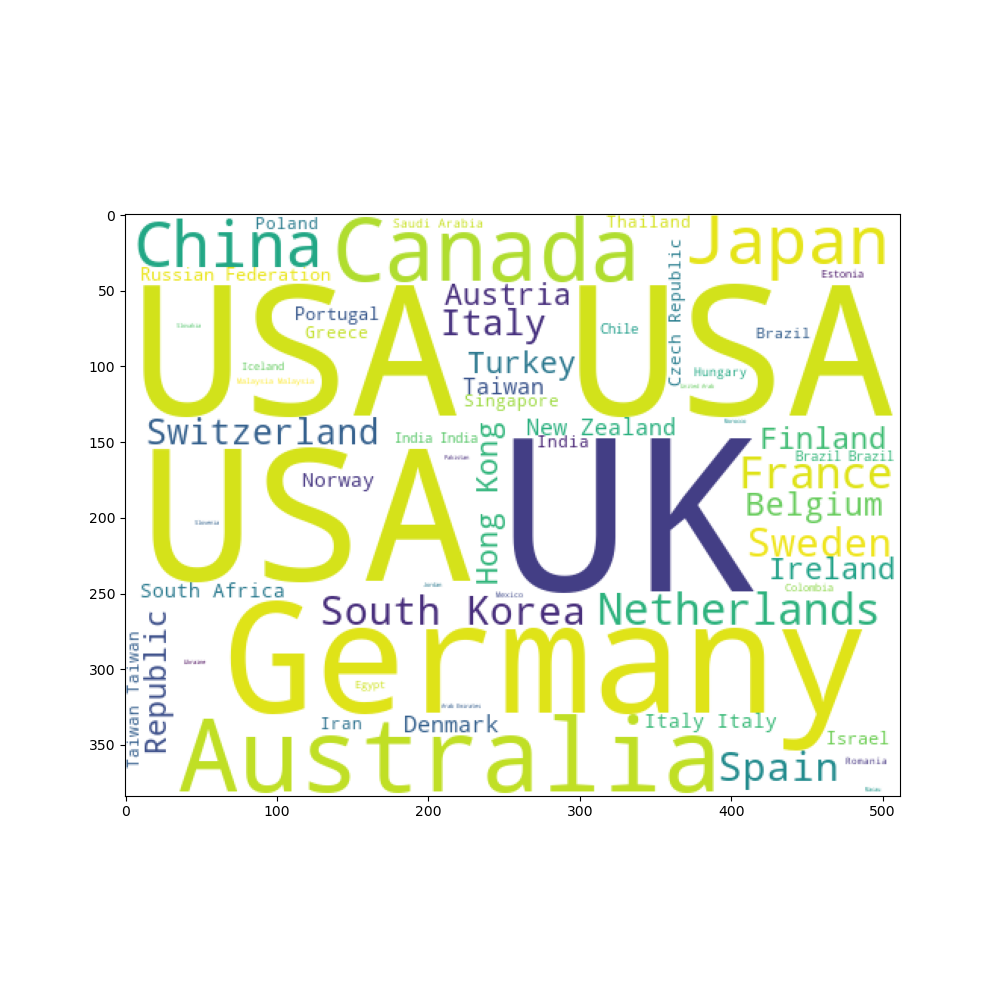 0
50
100
150
200
250
300
350
0
100
200
300
400
500
China
Poland
Canada
Saudi Arabia
Thailand
Japan
Russian Federation
Estonia
USA USA
Austria
Portugal
Italy
Greece
Slovakia
Chile
Czech Republic
Brazil
Iceland
Malaysia Malaysia
Turkey
Taiwan
Singapore
Hungary
United Arab
Switzerland
India India
Hong Kong
New Zealand
India
Morocco
Finland
Brazil Brazil
USA
Pakistan
Norway
Slovenia
UK
France
Belgium
Sweden
Ireland
Colombia
South Africa
Jordan
Mexico
South Korea
Netherlands
Taiwan Taiwan
Republic
Ukraine
Germany
Egypt
Arab Emirates
Iran
Denmark
Italy Italy
Israel
Australia
Spain
Romania
Macau